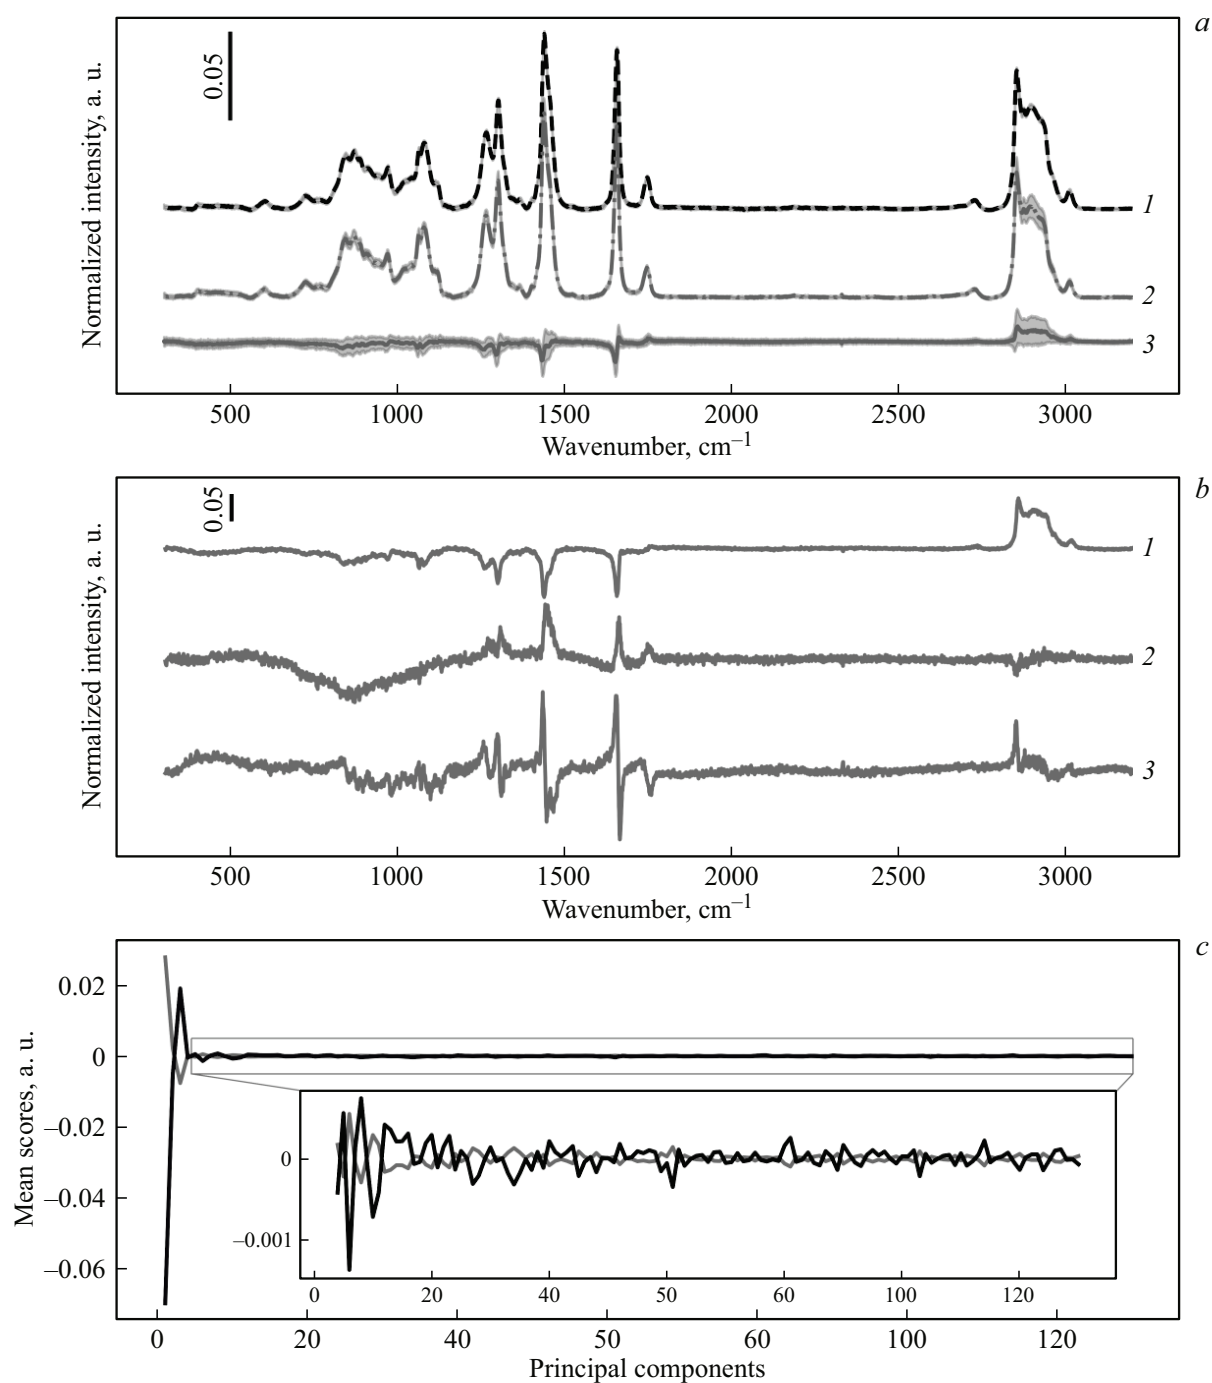 a
0.05
Normalized intensity, a. u.
1
2
3
500 1000 1500 2000 2500 3000
Wavenumber, cm–1
b
0.05
Normalized intensity, a. u.
1
2
3
500 1000 1500 2000 2500 3000
Wavenumber, cm–1
c
Mean scores, a. u.
0.02
0
–0.02
–0.04
–0.06
0
–0.001
0 20 40 50 60 100 120
0 20 40 50 60 100 120
Principal components